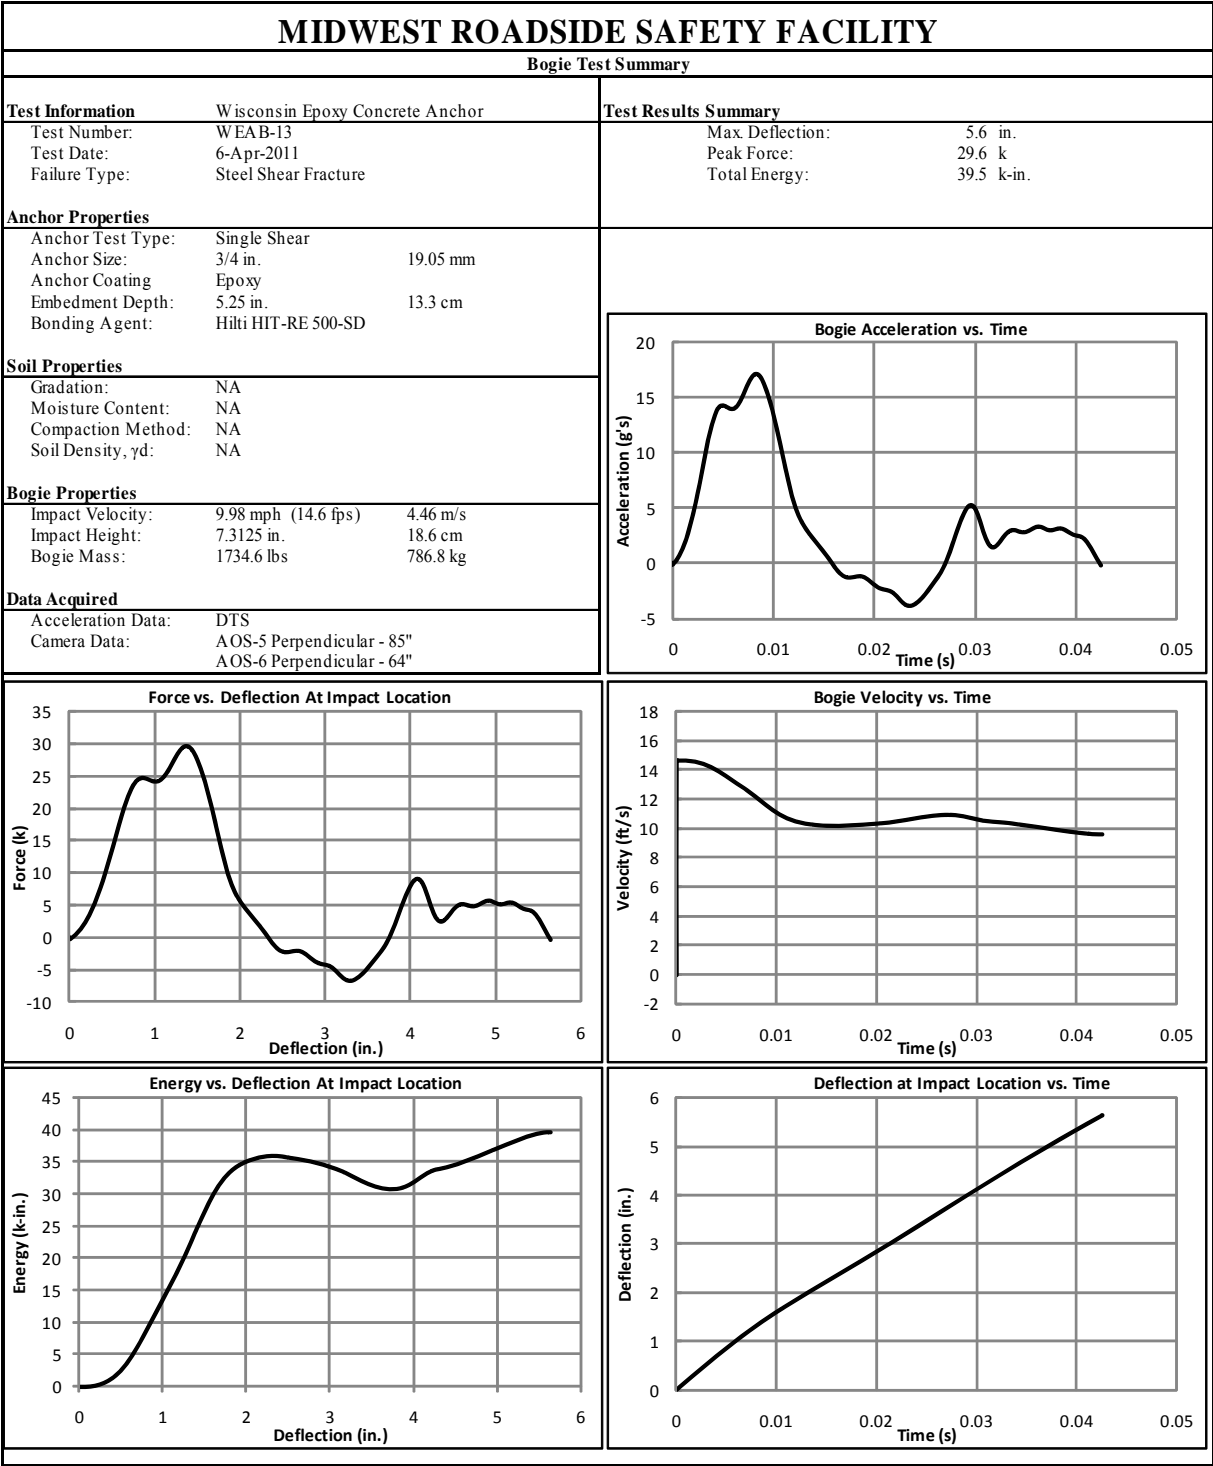 MIDWEST ROADSIDE SAFETY FACILITY
Bogie Test Summary
Test Information Wisconsin Epoxy Concrete Anchor
Test Number: WEAB-13
Test Date: 6-Apr-2011
Failure Type: Steel Shear Fracture
Test Results Summary
Max. Deflection: 5.6 in.
Peak Force: 29.6 k
Total Energy: 39.5 k-in.
Anchor Properties
Anchor Test Type: Single Shear
Anchor Size: 3/4 in. 19.05 mm
Anchor Coating Epoxy
Embedment Depth: 5.25 in. 13.3 cm
Bonding Agent: Hilti HIT-RE 500-SD
Soil Properties
Gradation: NA
Moisture Content: NA
Compaction Method: NA
Soil Density, γd: NA
Bogie Properties
Impact Velocity: 9.98 mph (14.6 fps) 4.46 m/s
Impact Height: 7.3125 in. 18.6 cm
Bogie Mass: 1734.6 lbs 786.8 kg
Data Acquired
Acceleration Data: DTS
Camera Data: AOS-5 Perpendicular - 85"
AOS-6 Perpendicular - 64"
Bogie Acceleration vs. Time
Acceleration (g's)
20
15
10
5
0
-5
0 0.01 0.02 0.03 0.04 0.05
Time (s)
Force vs. Deflection At Impact Location
Force (k)
35
30
25
20
15
10
5
0
-5
-10
0 1 2 3 4 5 6
Deflection (in.)
Bogie Velocity vs. Time
Velocity (ft/s)
18
16
14
12
10
8
6
4
2
0
-2
0 0.01 0.02 0.03 0.04 0.05
Time (s)
Energy vs. Deflection At Impact Location
Energy (k-in.)
45
40
35
30
25
20
15
10
5
0
0 1 2 3 4 5 6
Deflection (in.)
Deflection at Impact Location vs. Time
Deflection (in.)
6
5
4
3
2
1
0
0 0.01 0.02 0.03 0.04 0.05
Time (s)